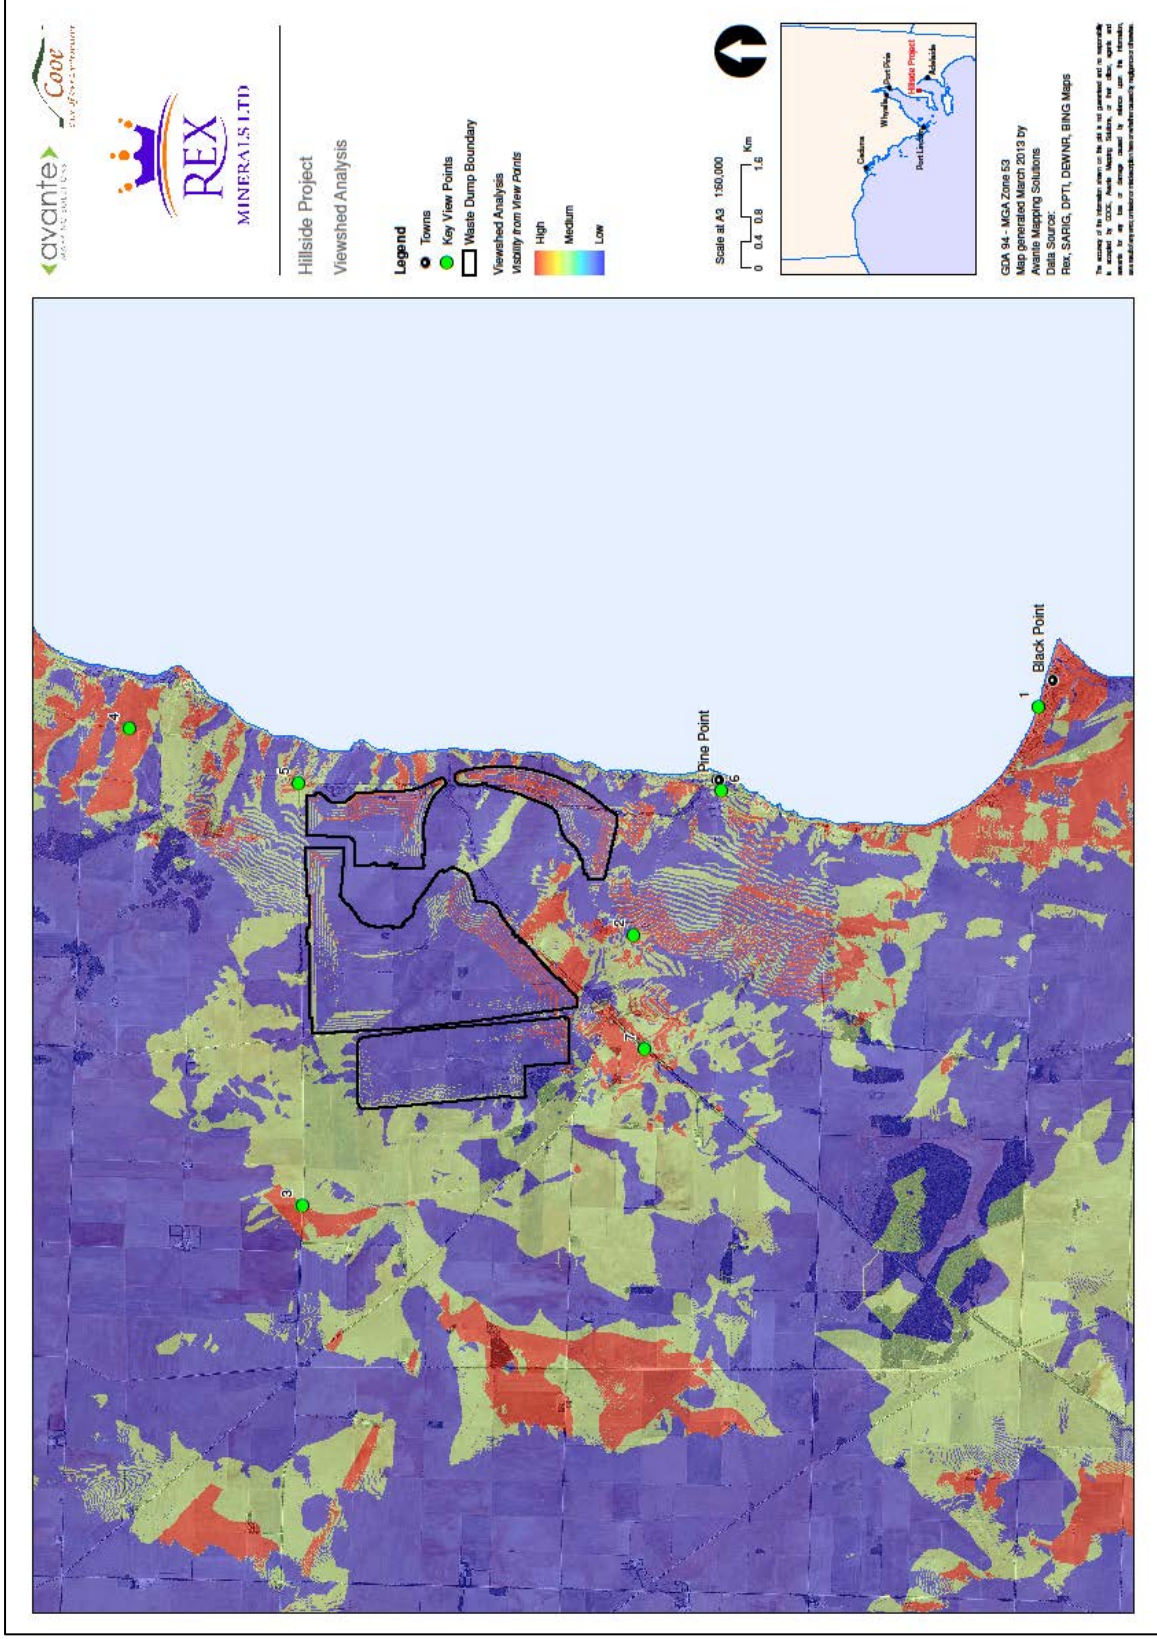 <avante>
MAPPING SOLUTIONS
Cooe
REX
MINERALS LTD
Hillside Project
Viewshed Analysis
Legend
Towns
Key View Points
Waste Dump Boundary
Viewshed Analysis
Visibility from View Points
High
Medium
Low
Scale at A3 1:60,000
0 0.4 0.8 1.6
Km
Ceduna
Whyalla
Port Pirie
Hillside Project
Port Lincoln
Adelaide
GDA 94 - MGA Zone 53
Map generated March 2013 by
Avante Mapping Solutions
Data Source:
Rex, SARIG, DPTI, DEWNR, BING Maps
4
5
3
2
7
Pine Point
6
1
Black Point